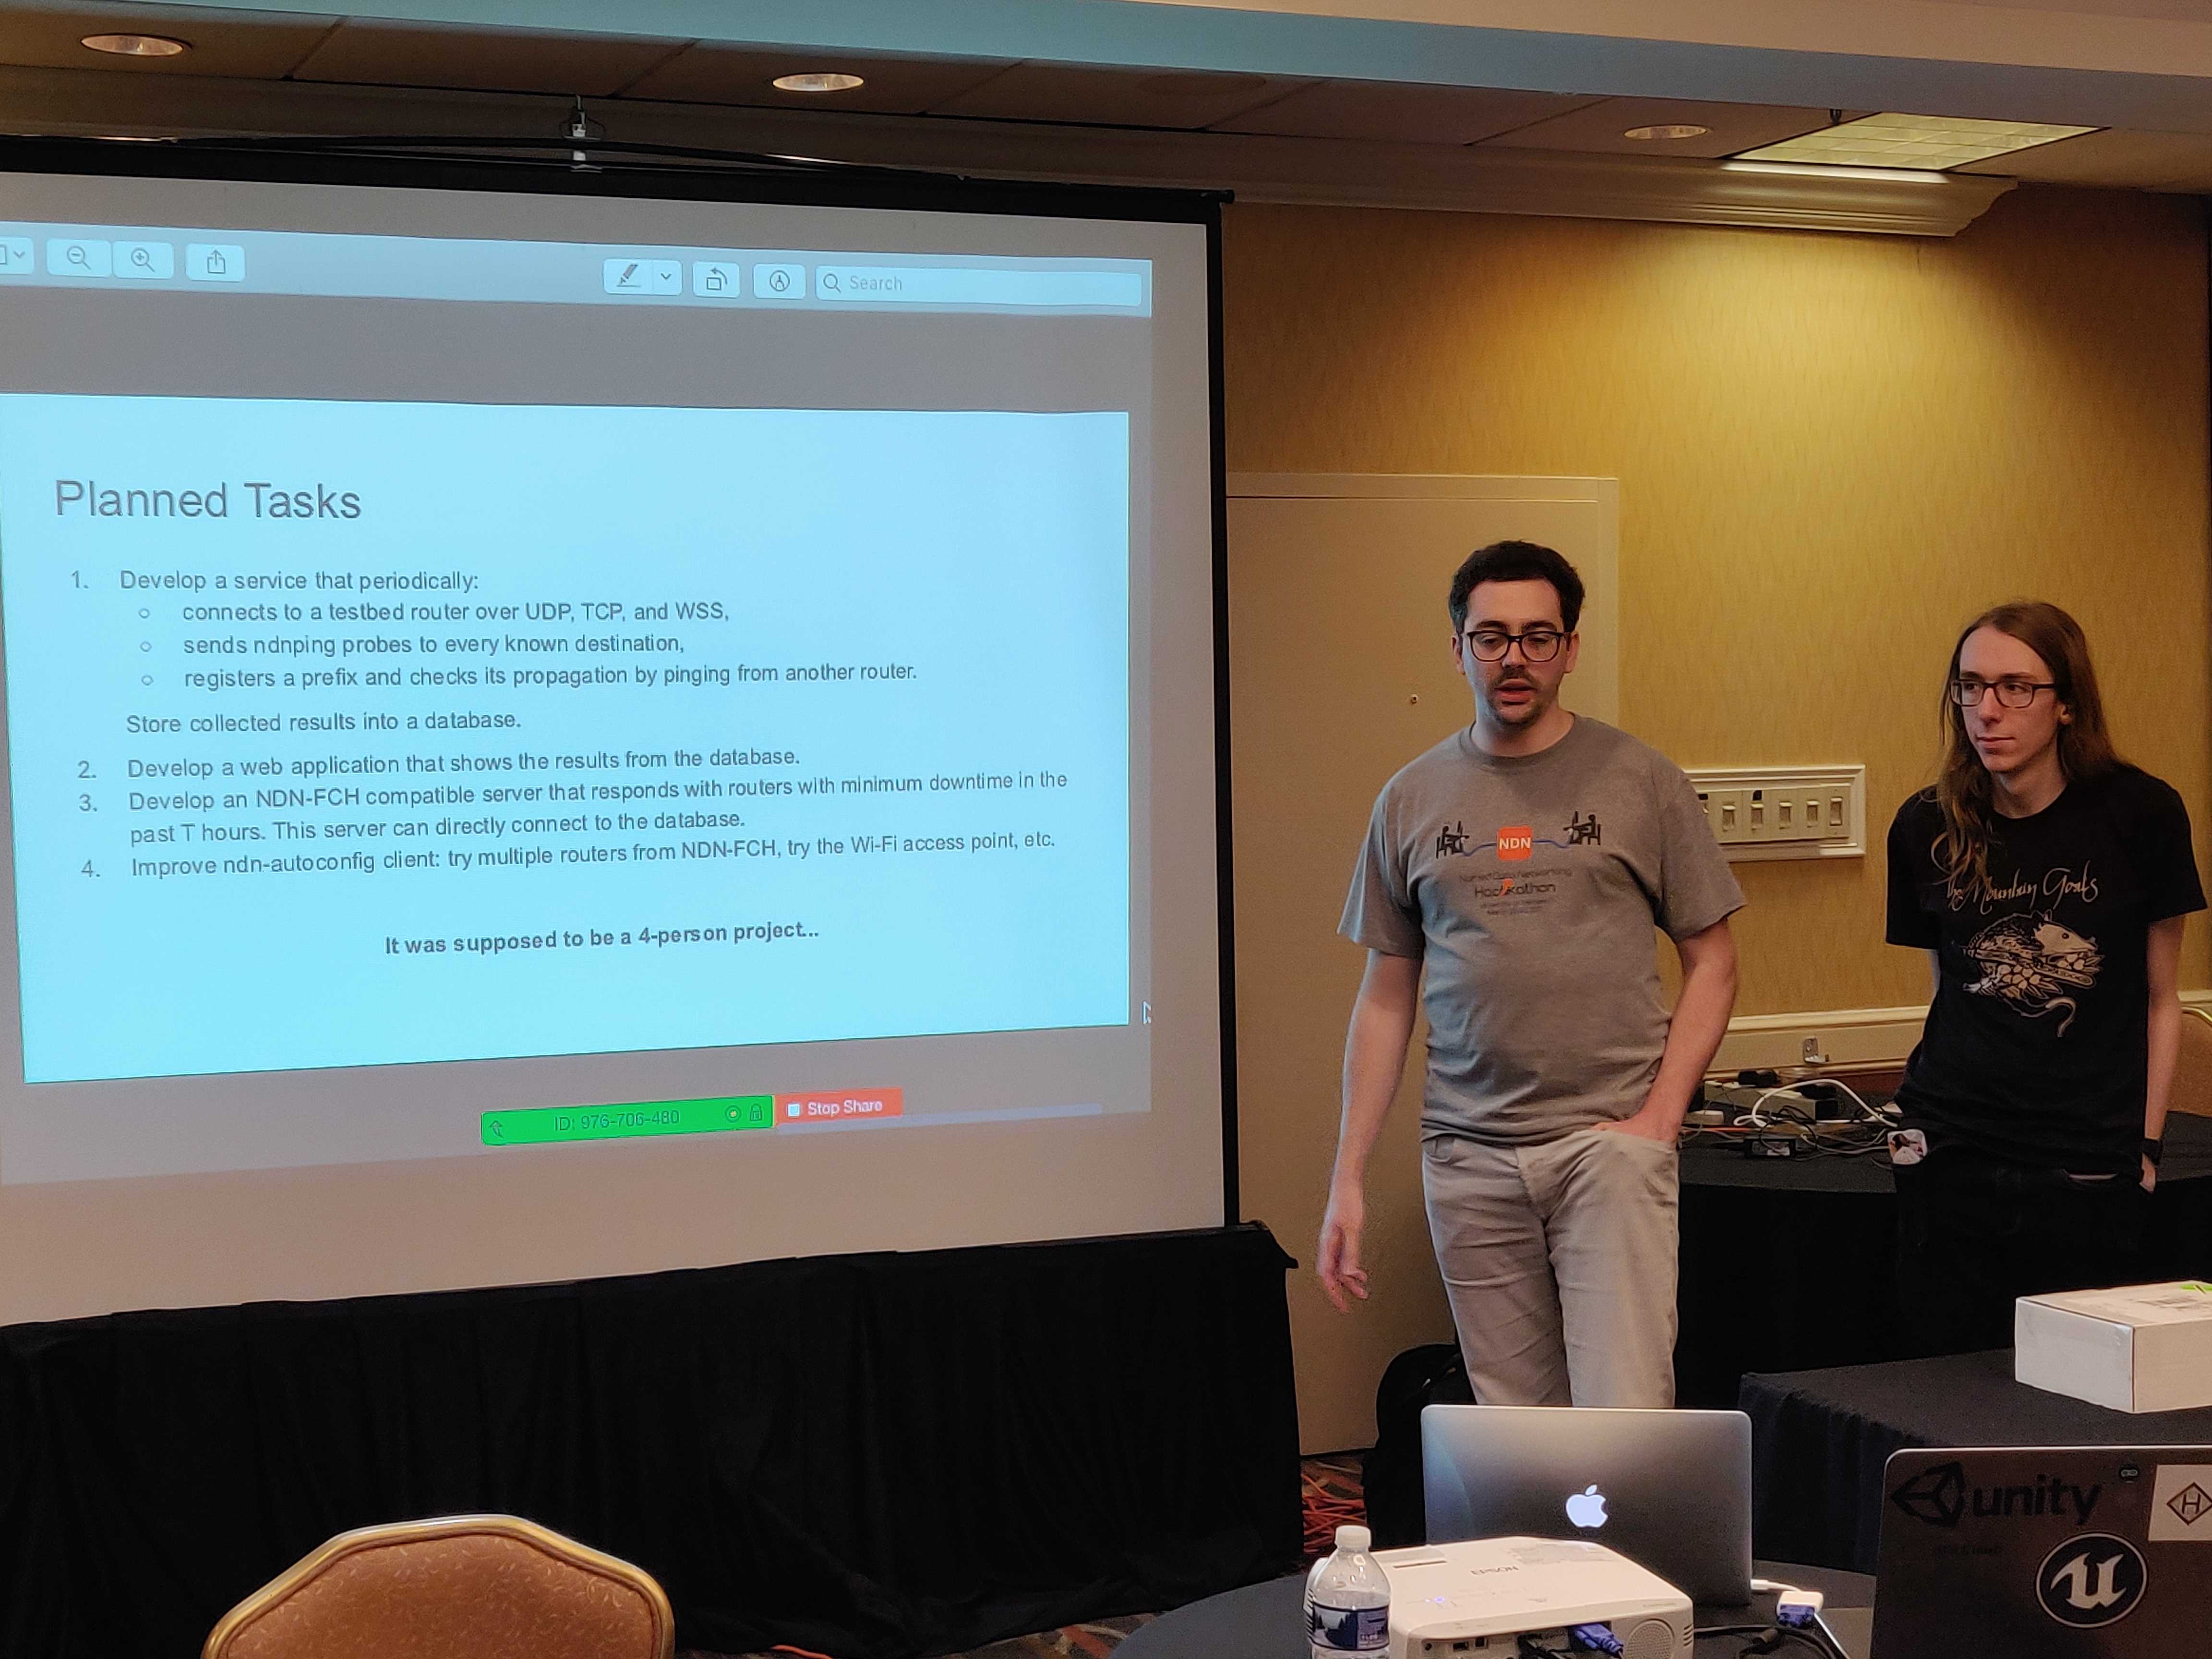 Search
Planned Tasks
1. Develop a service that periodically:
○ connects to a testbed router over UDP, TCP, and WSS,
○ sends ndnping probes to every known destination,
○ registers a prefix and checks its propagation by pinging from another router.
Store collected results into a database.
2. Develop a web application that shows the results from the database.
3. Develop an NDN-FCH compatible server that responds with routers with minimum downtime in the
past T hours. This server can directly connect to the database.
4. Improve ndn-autoconfig client: try multiple routers from NDN-FCH, try the Wi-Fi access point, etc.
It was supposed to be a 4-person project...
ID: 976-706-480
Stop Share
NDN
Named Data Networking
Hackathon
The Mountain Goats
unity
H
EPSON